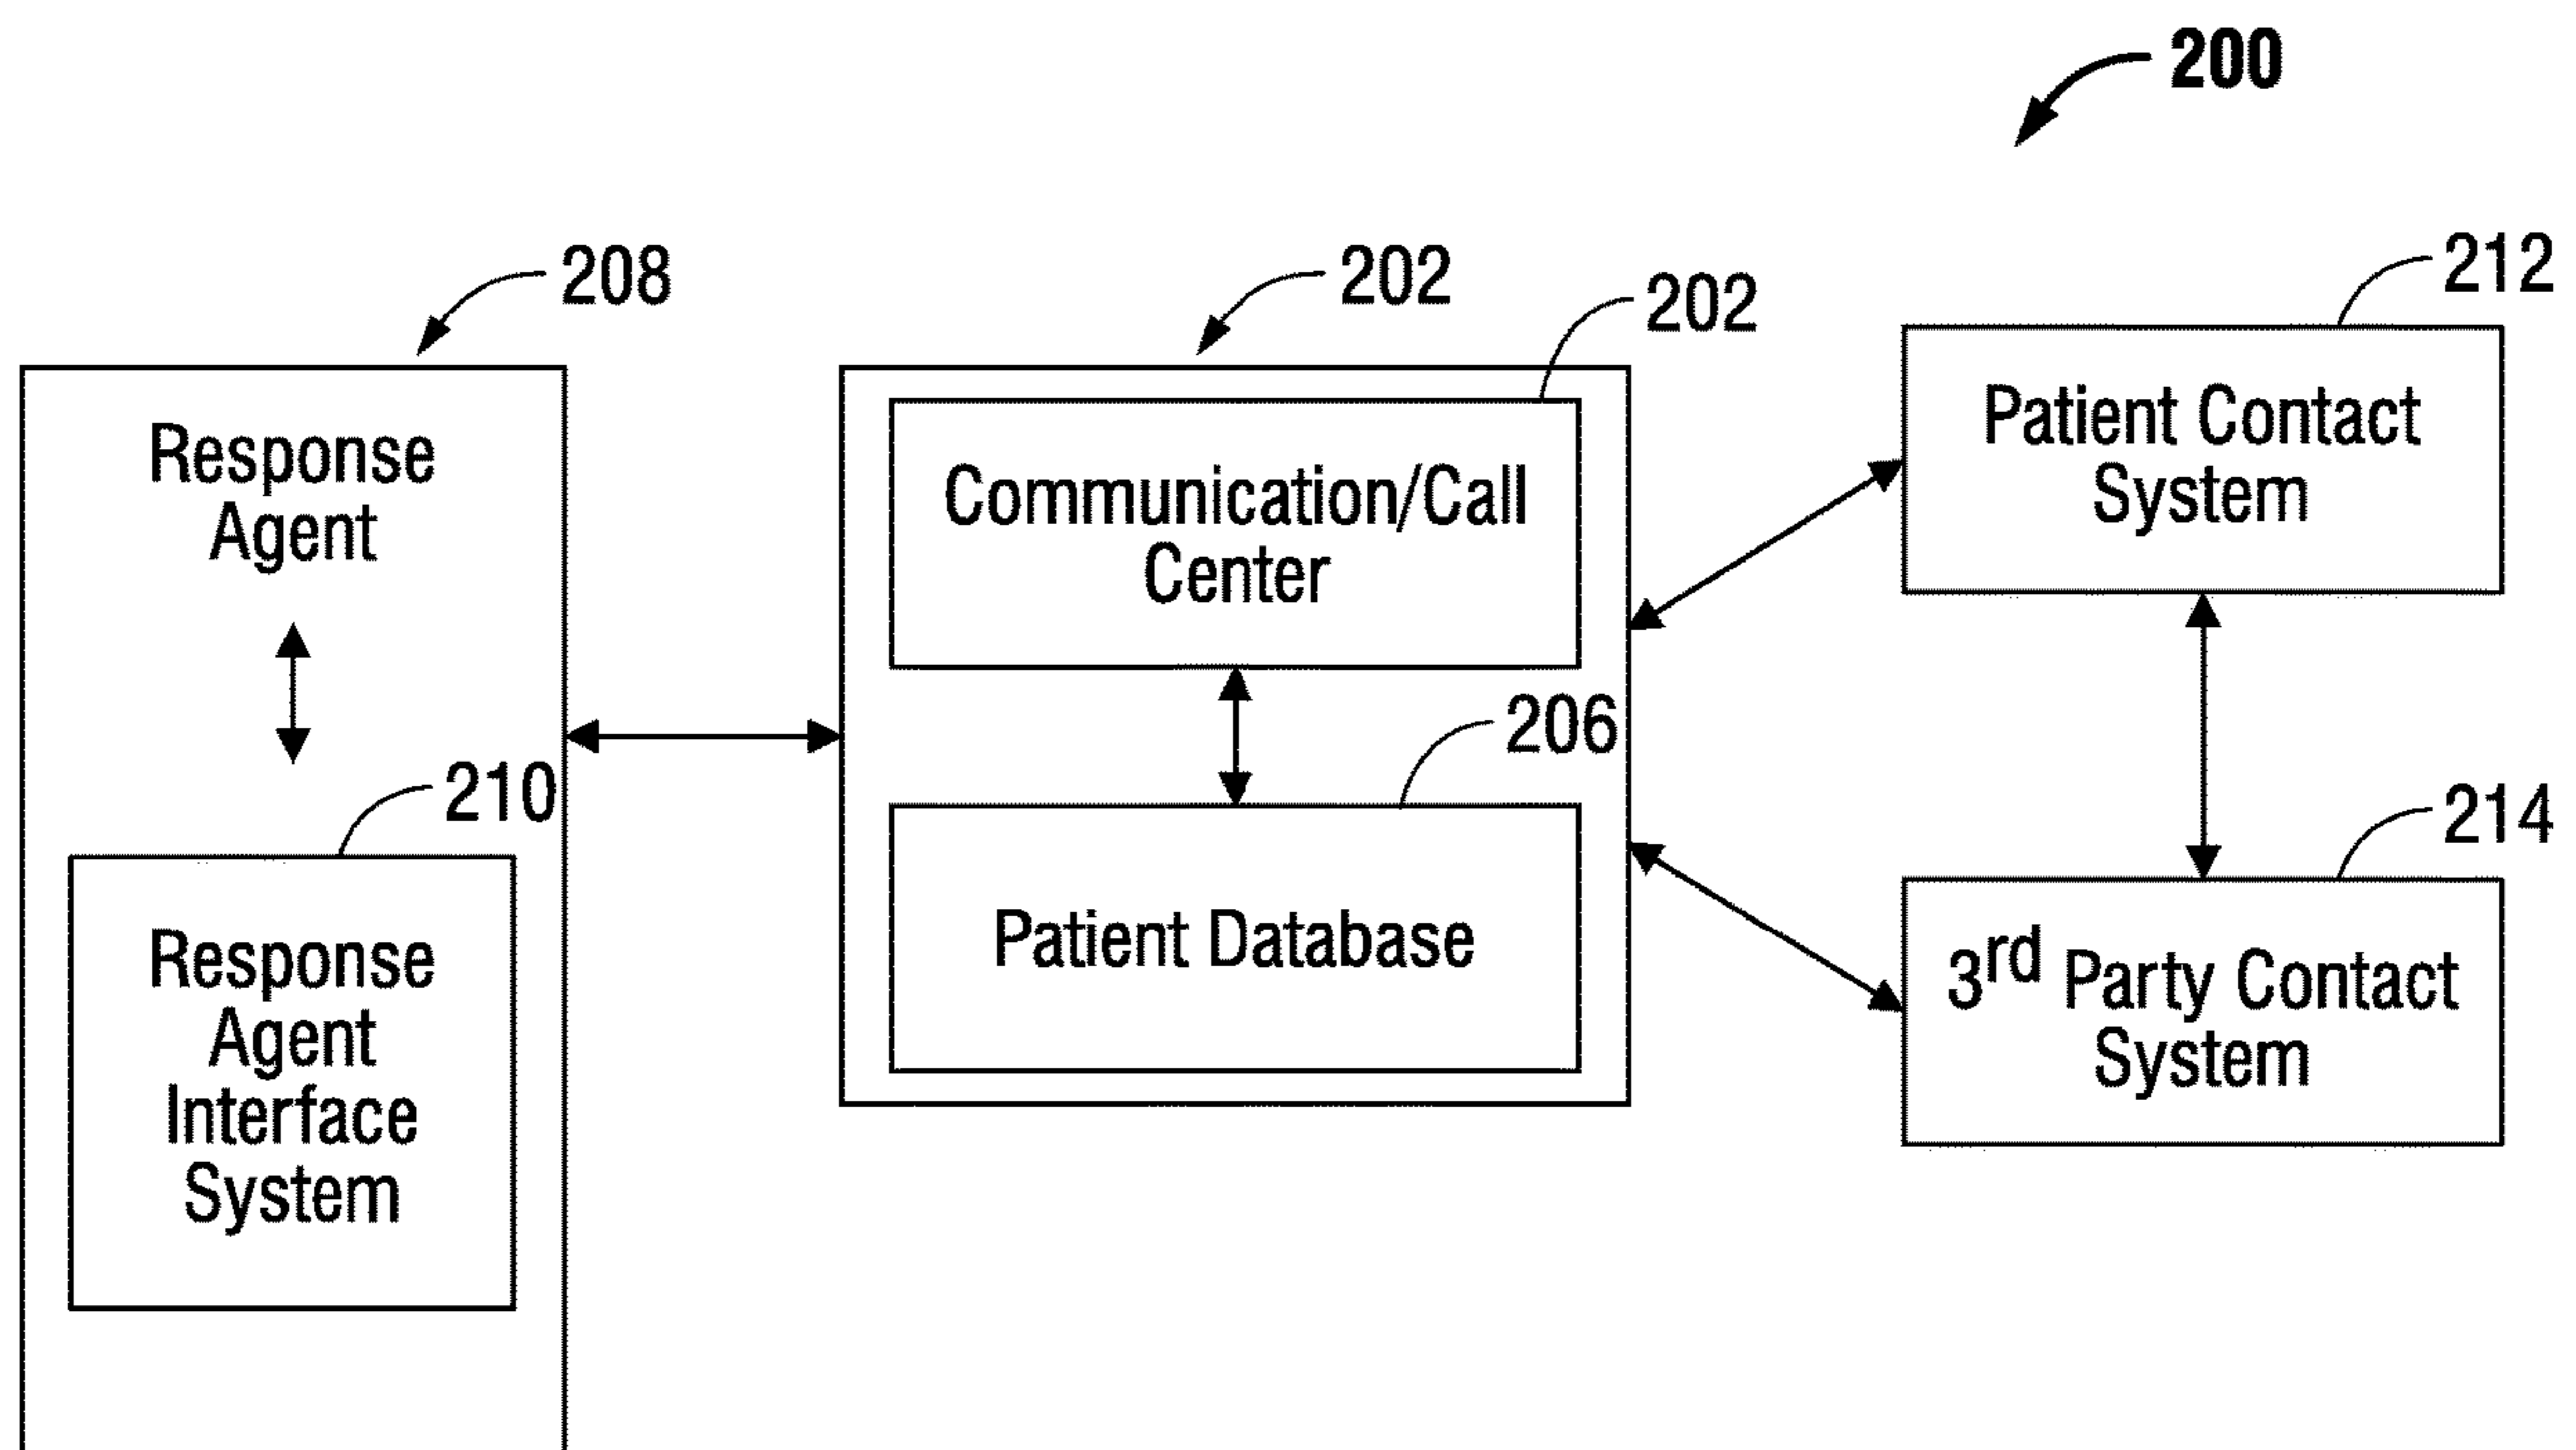 200
208
Response
Agent
210
Response
Agent
Interface
System
202
202
Communication/Call
Center
206
Patient Database
212
Patient Contact
System
214
3rd Party Contact
System